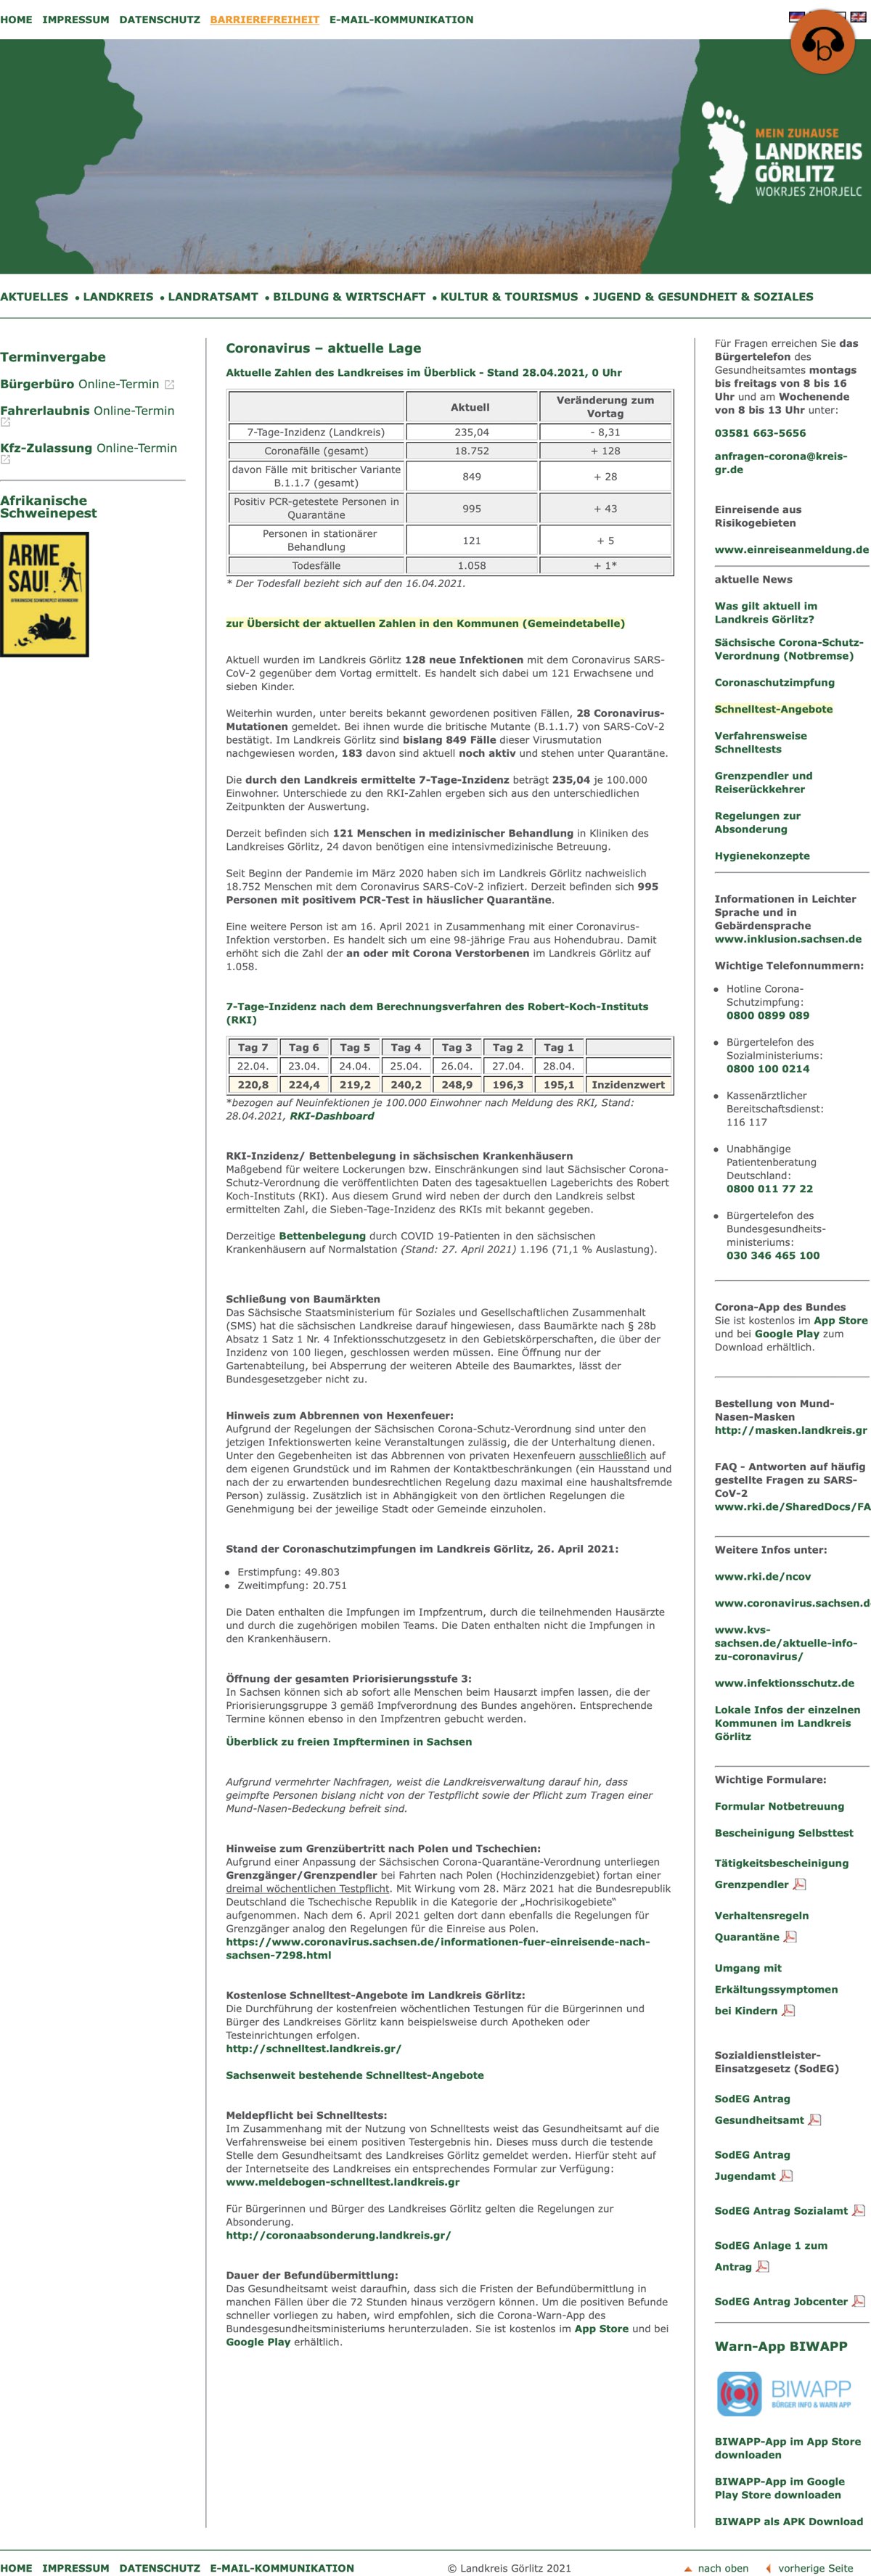 HOME IMPRESSUM DATENSCHUTZ BARRIEREFREIHEIT E-MAIL-KOMMUNIKATION
MEIN ZUHAUSE
LANDKREIS
GÖRLITZ
WOKRJES ZHORJELC
AKTUELLES • LANDKREIS • LANDRATSAMT • BILDUNG & WIRTSCHAFT • KULTUR & TOURISMUS • JUGEND & GESUNDHEIT & SOZIALES
Terminvergabe
Bürgerbüro Online-Termin
Fahrerlaubnis Online-Termin
Kfz-Zulassung Online-Termin
Afrikanische
Schweinepest
ARME
SAU!
Coronavirus – aktuelle Lage
Aktuelle Zahlen des Landkreises im Überblick - Stand 28.04.2021, 0 Uhr
Aktuell Veränderung zum
Vortag
7-Tage-Inzidenz (Landkreis) 235,04 - 8,31
Coronafälle (gesamt) 18.752 + 128
davon Fälle mit britischer Variante
B.1.1.7 (gesamt) 849 + 28
Positiv PCR-getestete Personen in
Quarantäne 995 + 43
Personen in stationärer
Behandlung 121 + 5
Todesfälle 1.058 + 1*
* Der Todesfall bezieht sich auf den 16.04.2021.
zur Übersicht der aktuellen Zahlen in den Kommunen (Gemeindetabelle)
Aktuell wurden im Landkreis Görlitz 128 neue Infektionen mit dem Coronavirus SARS-
CoV-2 gegenüber dem Vortag ermittelt. Es handelt sich dabei um 121 Erwachsene und
sieben Kinder.
Weiterhin wurden, unter bereits bekannt gewordenen positiven Fällen, 28 Coronavirus-
Mutationen gemeldet. Bei ihnen wurde die britische Mutante (B.1.1.7) von SARS-CoV-2
bestätigt. Im Landkreis Görlitz sind bislang 849 Fälle dieser Virusmutation
nachgewiesen worden, 183 davon sind aktuell noch aktiv und stehen unter Quarantäne.
Die durch den Landkreis ermittelte 7-Tage-Inzidenz beträgt 235,04 je 100.000
Einwohner. Unterschiede zu den RKI-Zahlen ergeben sich aus den unterschiedlichen
Zeitpunkten der Auswertung.
Derzeit befinden sich 121 Menschen in medizinischer Behandlung in Kliniken des
Landkreises Görlitz, 24 davon benötigen eine intensivmedizinische Betreuung.
Seit Beginn der Pandemie im März 2020 haben sich im Landkreis Görlitz nachweislich
18.752 Menschen mit dem Coronavirus SARS-CoV-2 infiziert. Derzeit befinden sich 995
Personen mit positivem PCR-Test in häuslicher Quarantäne.
Eine weitere Person ist am 16. April 2021 in Zusammenhang mit einer Coronavirus-
Infektion verstorben. Es handelt sich um eine 98-jährige Frau aus Hohendubrau. Damit
erhöht sich die Zahl der an oder mit Corona Verstorbenen im Landkreis Görlitz auf
1.058.
7-Tage-Inzidenz nach dem Berechnungsverfahren des Robert-Koch-Instituts
(RKI)
Tag 7 Tag 6 Tag 5 Tag 4 Tag 3 Tag 2 Tag 1
22.04. 23.04. 24.04. 25.04. 26.04. 27.04. 28.04.
220,8 224,4 219,2 240,2 248,9 196,3 195,1 Inzidenzwert
*bezogen auf Neuinfektionen je 100.000 Einwohner nach Meldung des RKI, Stand:
28.04.2021, RKI-Dashboard
RKI-Inzidenz/ Bettenbelegung in sächsischen Krankenhäusern
Maßgebend für weitere Lockerungen bzw. Einschränkungen sind laut Sächsischer Corona-
Schutz-Verordnung die veröffentlichten Daten des tagesaktuellen Lageberichts des Robert
Koch-Instituts (RKI). Aus diesem Grund wird neben der durch den Landkreis selbst
ermittelten Zahl, die Sieben-Tage-Inzidenz des RKIs mit bekannt gegeben.
Derzeitige Bettenbelegung durch COVID 19-Patienten in den sächsischen
Krankenhäusern auf Normalstation (Stand: 27. April 2021) 1.196 (71,1 % Auslastung).
Schließung von Baumärkten
Das Sächsische Staatsministerium für Soziales und Gesellschaftlichen Zusammenhalt
(SMS) hat die sächsischen Landkreise darauf hingewiesen, dass Baumärkte nach § 28b
Absatz 1 Satz 1 Nr. 4 Infektionsschutzgesetz in den Gebietskörperschaften, die über der
Inzidenz von 100 liegen, geschlossen werden müssen. Eine Öffnung nur der
Gartenabteilung, bei Absperrung der weiteren Abteile des Baumarktes, lässt der
Bundesgesetzgeber nicht zu.
Hinweis zum Abbrennen von Hexenfeuer:
Aufgrund der Regelungen der Sächsischen Corona-Schutz-Verordnung sind unter den
jetzigen Infektionswerten keine Veranstaltungen zulässig, die der Unterhaltung dienen.
Unter den Gegebenheiten ist das Abbrennen von privaten Hexenfeuern ausschließlich auf
dem eigenen Grundstück und im Rahmen der Kontaktbeschränkungen (ein Hausstand und
nach der zu erwartenden bundesrechtlichen Regelung dazu maximal eine haushaltsfremde
Person) zulässig. Zusätzlich ist in Abhängigkeit von den örtlichen Regelungen die
Genehmigung bei der jeweilige Stadt oder Gemeinde einzuholen.
Stand der Coronaschutzimpfungen im Landkreis Görlitz, 26. April 2021:
• Erstimpfung: 49.803
• Zweitimpfung: 20.751
Die Daten enthalten die Impfungen im Impfzentrum, durch die teilnehmenden Hausärzte
und durch die zugehörigen mobilen Teams. Die Daten enthalten nicht die Impfungen in
den Krankenhäusern.
Öffnung der gesamten Priorisierungsstufe 3:
In Sachsen können sich ab sofort alle Menschen beim Hausarzt impfen lassen, die der
Priorisierungsgruppe 3 gemäß Impfverordnung des Bundes angehören. Entsprechende
Termine können ebenso in den Impfzentren gebucht werden.
Überblick zu freien Impfterminen in Sachsen
Aufgrund vermehrter Nachfragen, weist die Landkreisverwaltung darauf hin, dass
geimpfte Personen bislang nicht von der Testpflicht sowie der Pflicht zum Tragen einer
Mund-Nasen-Bedeckung befreit sind.
Hinweise zum Grenzübertritt nach Polen und Tschechien:
Aufgrund einer Anpassung der Sächsischen Corona-Quarantäne-Verordnung unterliegen
Grenzgänger/Grenzpendler bei Fahrten nach Polen (Hochinzidenzgebiet) fortan einer
dreimal wöchentlichen Testpflicht. Mit Wirkung vom 28. März 2021 hat die Bundesrepublik
Deutschland die Tschechische Republik in die Kategorie der „Hochrisikogebiete“
aufgenommen. Nach dem 6. April 2021 gelten dort dann ebenfalls die Regelungen für
Grenzgänger analog den Regelungen für die Einreise aus Polen.
https://www.coronavirus.sachsen.de/informationen-fuer-einreisende-nach-
sachsen-7298.html
Kostenlose Schnelltest-Angebote im Landkreis Görlitz:
Die Durchführung der kostenfreien wöchentlichen Testungen für die Bürgerinnen und
Bürger des Landkreises Görlitz kann beispielsweise durch Apotheken oder
Testeinrichtungen erfolgen.
http://schnelltest.landkreis.gr/
Sachsenweit bestehende Schnelltest-Angebote
Meldepflicht bei Schnelltests:
Im Zusammenhang mit der Nutzung von Schnelltests weist das Gesundheitsamt auf die
Verfahrensweise bei einem positiven Testergebnis hin. Dieses muss durch die testende
Stelle dem Gesundheitsamt des Landkreises Görlitz gemeldet werden. Hierfür steht auf
der Internetseite des Landkreises ein entsprechendes Formular zur Verfügung:
www.meldebogen-schnelltest.landkreis.gr
Für Bürgerinnen und Bürger des Landkreises Görlitz gelten die Regelungen zur
Absonderung.
http://coronaabsonderung.landkreis.gr/
Dauer der Befundübermittlung:
Das Gesundheitsamt weist daraufhin, dass sich die Fristen der Befundübermittlung in
manchen Fällen über die 72 Stunden hinaus verzögern können. Um die positiven Befunde
schneller vorliegen zu haben, wird empfohlen, sich die Corona-Warn-App des
Bundesgesundheitsministeriums herunterzuladen. Sie ist kostenlos im App Store und bei
Google Play erhältlich.
Für Fragen erreichen Sie das
Bürgertelefon des
Gesundheitsamtes montags
bis freitags von 8 bis 16
Uhr und am Wochenende
von 8 bis 13 Uhr unter:
03581 663-5656
anfragen-corona@kreis-
gr.de
Einreisende aus
Risikogebieten
www.einreiseanmeldung.de
aktuelle News
Was gilt aktuell im
Landkreis Görlitz?
Sächsische Corona-Schutz-
Verordnung (Notbremse)
Coronaschutzimpfung
Schnelltest-Angebote
Verfahrensweise
Schnelltests
Grenzpendler und
Reiserückkehrer
Regelungen zur
Absonderung
Hygienekonzepte
Informationen in Leichter
Sprache und in
Gebärdensprache
www.inklusion.sachsen.de
Wichtige Telefonnummern:
• Hotline Corona-
Schutzimpfung:
0800 0899 089
• Bürgertelefon des
Sozialministeriums:
0800 100 0214
• Kassenärztlicher
Bereitschaftsdienst:
116 117
• Unabhängige
Patientenberatung
Deutschland:
0800 011 77 22
• Bürgertelefon des
Bundesgesundheits-
ministeriums:
030 346 465 100
Corona-App des Bundes
Sie ist kostenlos im App Store
und bei Google Play zum
Download erhältlich.
Bestellung von Mund-
Nasen-Masken
http://masken.landkreis.gr
FAQ - Antworten auf häufig
gestellte Fragen zu SARS-
CoV-2
www.rki.de/SharedDocs/FA
Weitere Infos unter:
www.rki.de/ncov
www.coronavirus.sachsen.d
www.kvs-
sachsen.de/aktuelle-info-
zu-coronavirus/
www.infektionsschutz.de
Lokale Infos der einzelnen
Kommunen im Landkreis
Görlitz
Wichtige Formulare:
Formular Notbetreuung
Bescheinigung Selbsttest
Tätigkeitsbescheinigung
Grenzpendler
Verhaltensregeln
Quarantäne
Umgang mit
Erkältungssymptomen
bei Kindern
Sozialdienstleister-
Einsatzgesetz (SodEG)
SodEG Antrag
Gesundheitsamt
SodEG Antrag
Jugendamt
SodEG Antrag Sozialamt
SodEG Anlage 1 zum
Antrag
SodEG Antrag Jobcenter
Warn-App BIWAPP
BIWAPP
BÜRGER INFO & WARN APP
BIWAPP-App im App Store
downloaden
BIWAPP-App im Google
Play Store downloaden
BIWAPP als APK Download
HOME IMPRESSUM DATENSCHUTZ E-MAIL-KOMMUNIKATION © Landkreis Görlitz 2021 nach oben vorherige Seite